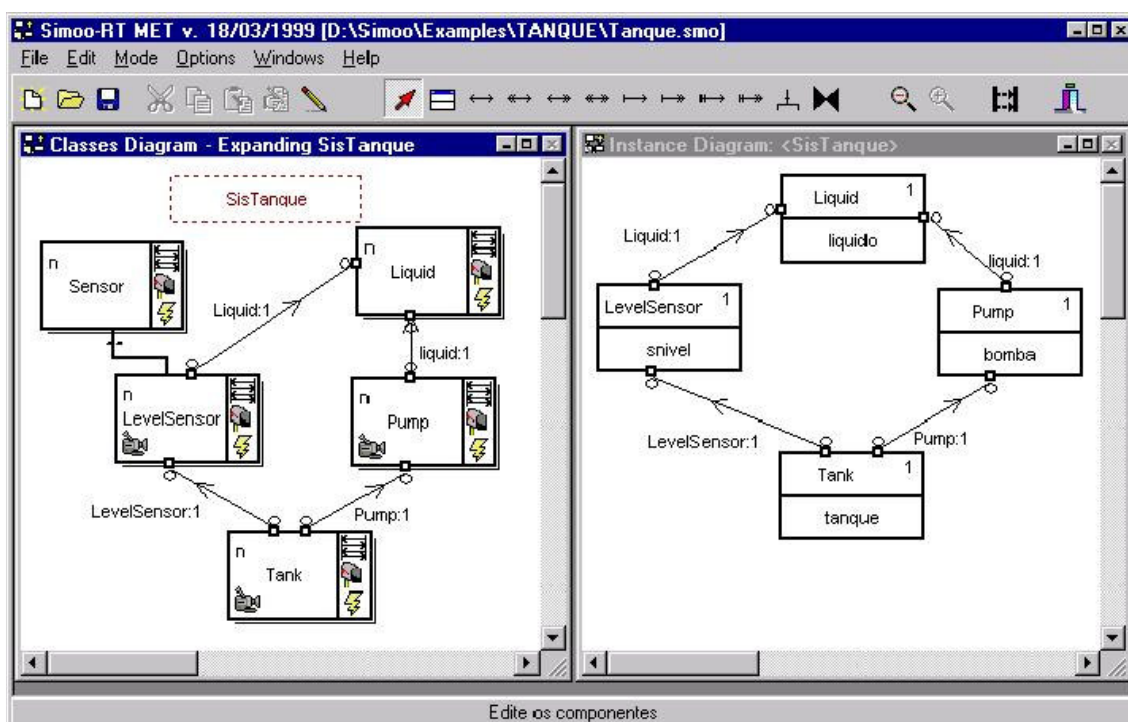 Simoo-RT MET v. 18/03/1999 [D:\Simoo\Examples\TANQUE\Tanque.smo]
File Edit Mode Options Windows Help
Classes Diagram - Expanding SisTanque
SisTanque
n
Sensor
n
Liquid
Liquid:1
liquid:1
n
LevelSensor
n
Pump
LevelSensor:1
Pump:1
n
Tank
Instance Diagram: <SisTanque>
Liquid 1
liquido
Liquid:1
liquid:1
LevelSensor 1
snivel
Pump 1
bomba
LevelSensor:1
Pump:1
Tank 1
tanque
Edite os componentes